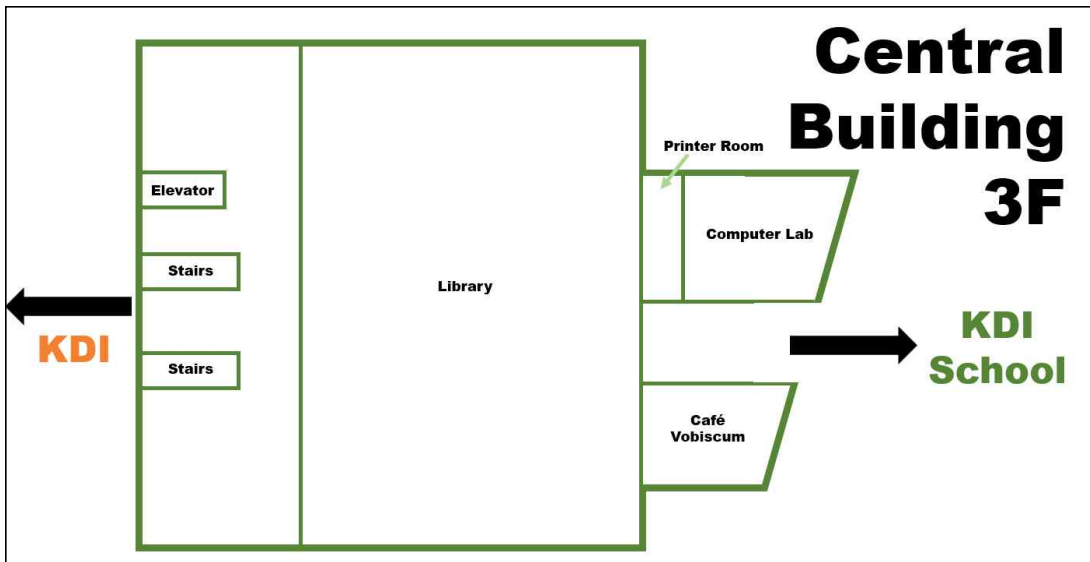 Central
Building
3F
Printer Room
Elevator
Computer Lab
Stairs
Library
KDI
KDI
School
Stairs
Café
Vobiscum